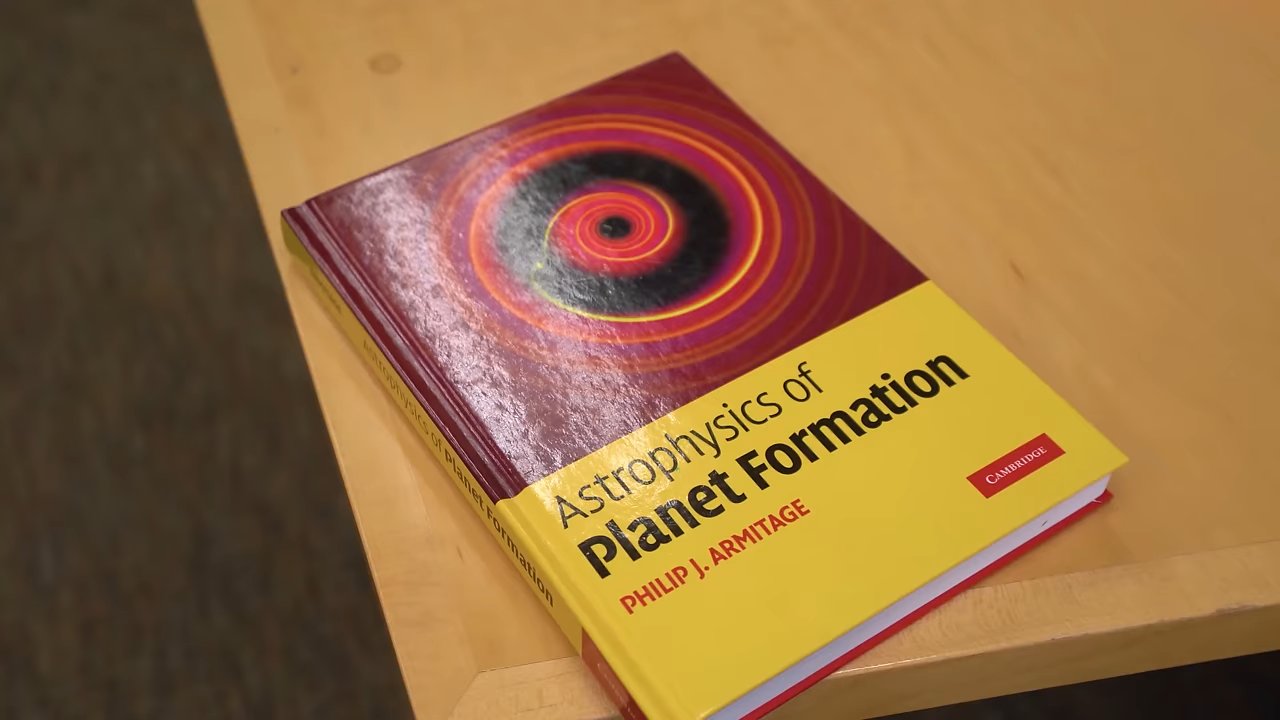 Astrophysics of
Planet Formation
PHILIP J. ARMITAGE
CAMBRIDGE
Astrophysics of Planet Formation